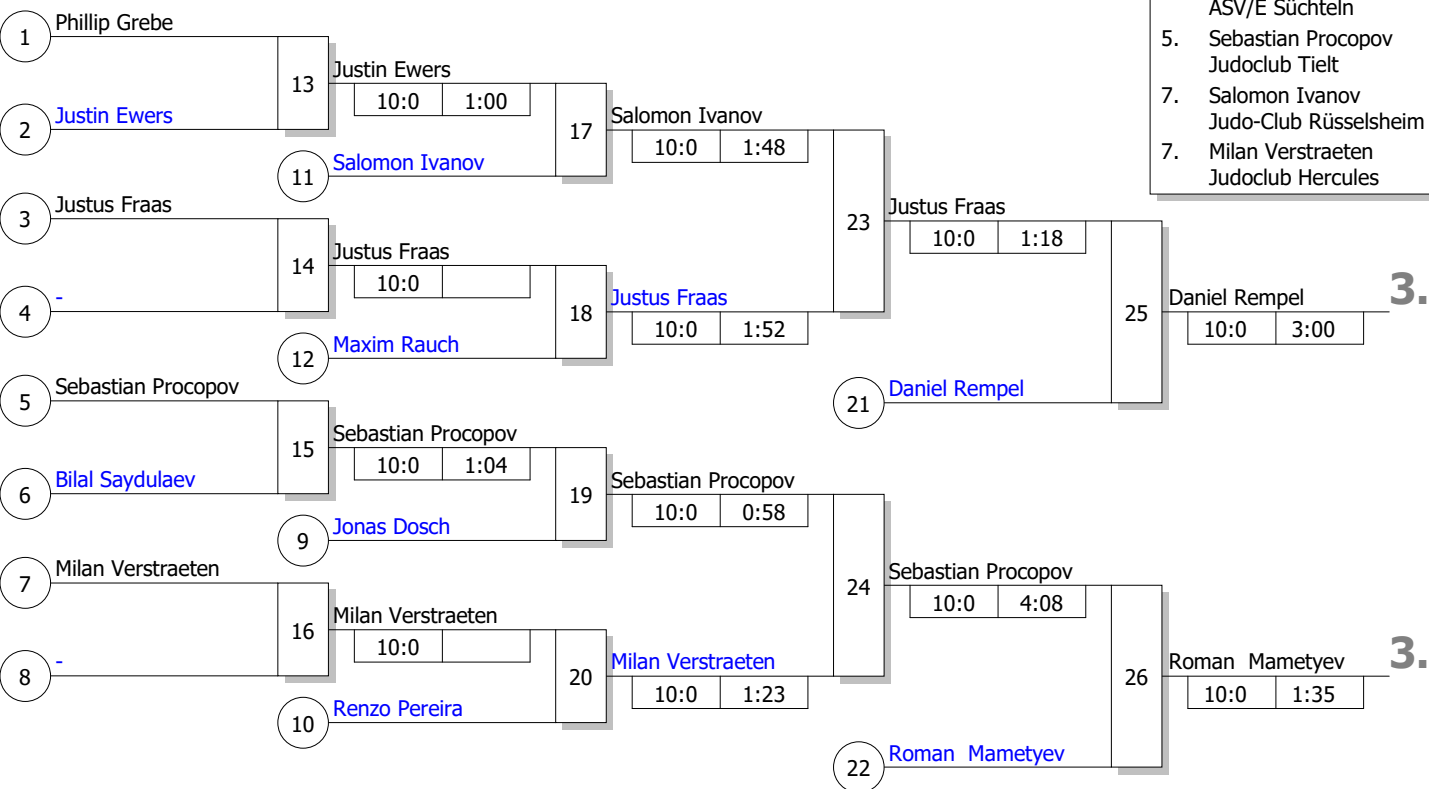 ASV/E Süchteln
5. Sebastian Procopov
Judoclub Tielt
7. Salomon Ivanov
Judo-Club Rüsselsheim
7. Milan Verstraeten
Judoclub Hercules
1 Phillip Grebe
13 Justin Ewers
10:0 1:00
2 Justin Ewers
17 Salomon Ivanov
10:0 1:48
11 Salomon Ivanov
3 Justus Fraas
23 Justus Fraas
10:0 1:18
14 Justus Fraas
10:0
4 -
18 Justus Fraas
10:0 1:52
12 Maxim Rauch
25 Daniel Rempel 3.
10:0 3:00
21 Daniel Rempel
5 Sebastian Procopov
15 Sebastian Procopov
10:0 1:04
6 Bilal Saydulaev
19 Sebastian Procopov
10:0 0:58
9 Jonas Dosch
7 Milan Verstraeten
24 Sebastian Procopov
10:0 4:08
16 Milan Verstraeten
10:0
8 -
20 Milan Verstraeten
10:0 1:23
10 Renzo Pereira
26 Roman Mametyev 3.
10:0 1:35
22 Roman Mametyev